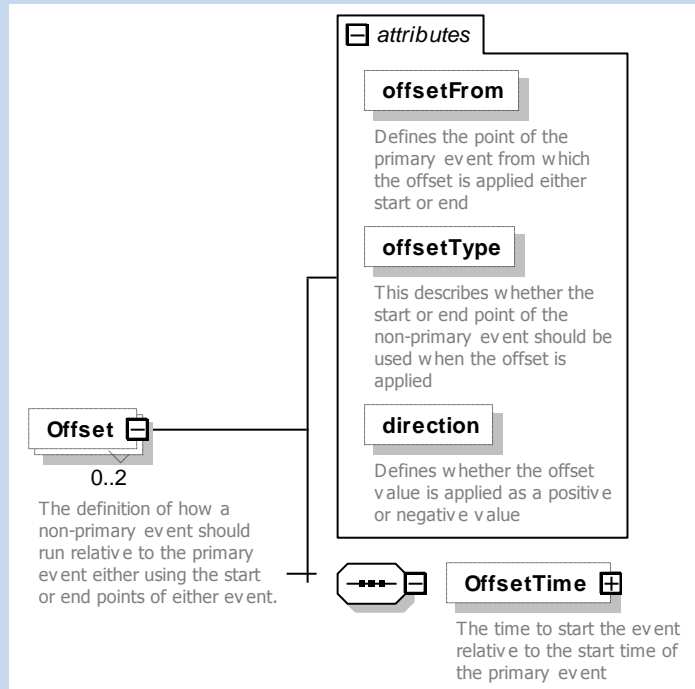 attributes
offsetFrom
Defines the point of the
primary event from which
the offset is applied either
start or end
offsetType
This describes whether the
start or end point of the
non-primary event should be
used when the offset is
applied
direction
Defines whether the offset
value is applied as a positive
or negative value
Offset
0..2
The definition of how a
non-primary event should
run relative to the primary
event either using the start
or end points of either event.
OffsetTime
The time to start the event
relative to the start time of
the primary event